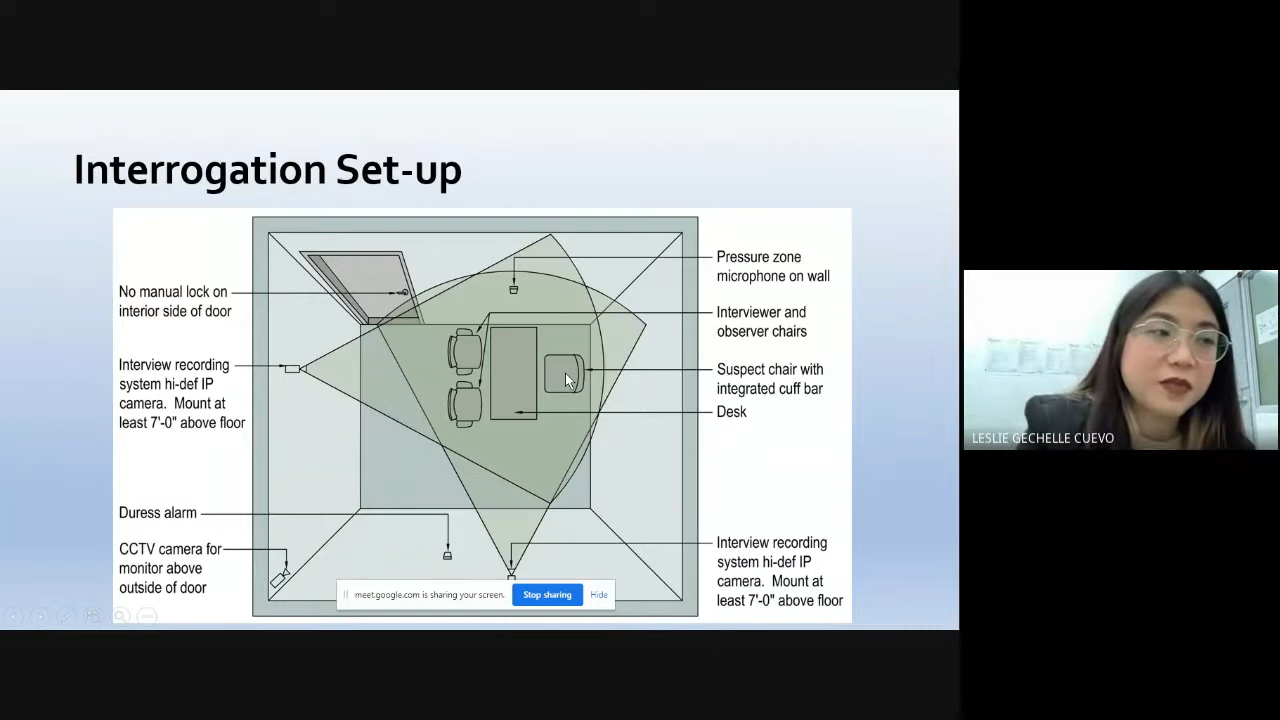 Interrogation Set-up
No manual lock on
interior side of door
Interview recording
system hi-def IP
camera. Mount at
least 7'-0" above floor
Duress alarm
CCTV camera for
monitor above
outside of door
Pressure zone
microphone on wall
Interviewer and
observer chairs
Suspect chair with
integrated cuff bar
Desk
Interview recording
system hi-def IP
camera. Mount at
least 7'-0" above floor
meet.google.com is sharing your screen.
Stop sharing
Hide
LESLIE GECHELLE CUEVO